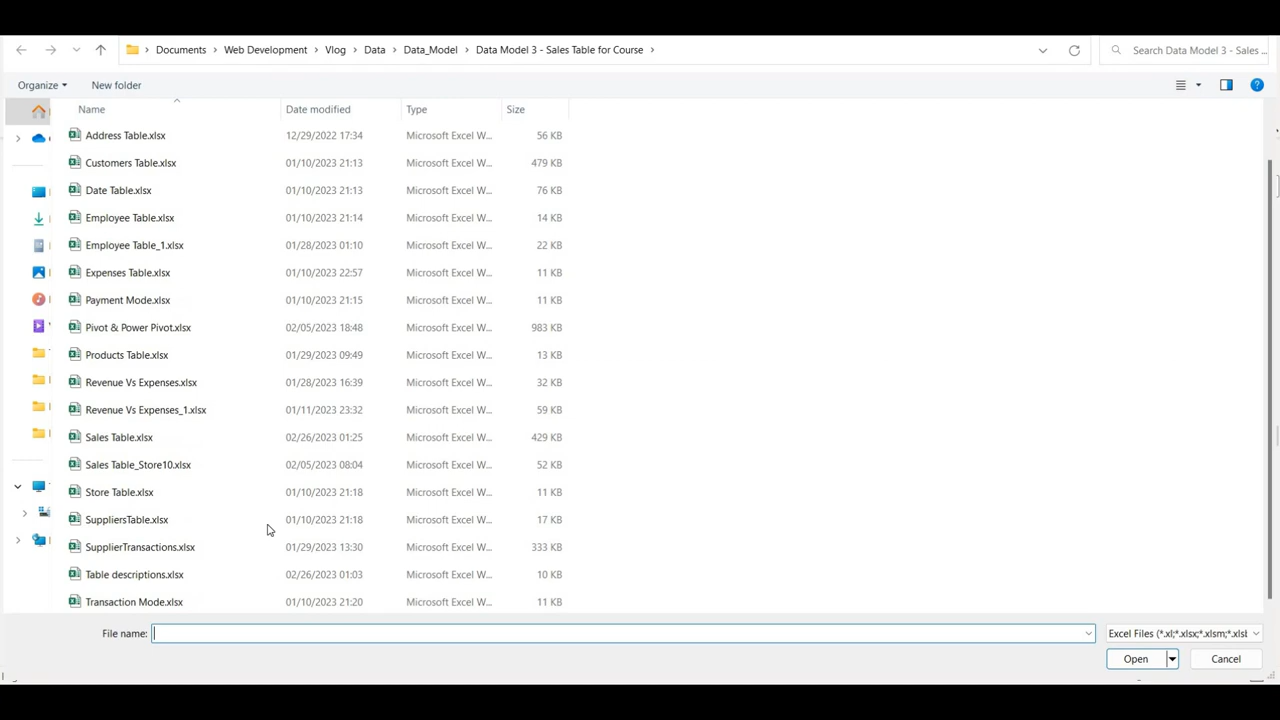 Documents > Web Development > Vlog > Data > Data_Model > Data Model 3 - Sales Table for Course >
Search Data Model 3 - Sales ...
Organize New folder
Name Date modified Type Size
Address Table.xlsx 12/29/2022 17:34 Microsoft Excel W... 56 KB
Customers Table.xlsx 01/10/2023 21:13 Microsoft Excel W... 479 KB
Date Table.xlsx 01/10/2023 21:13 Microsoft Excel W... 76 KB
Employee Table.xlsx 01/10/2023 21:14 Microsoft Excel W... 14 KB
Employee Table_1.xlsx 01/28/2023 01:10 Microsoft Excel W... 22 KB
Expenses Table.xlsx 01/10/2023 22:57 Microsoft Excel W... 11 KB
Payment Mode.xlsx 01/10/2023 21:15 Microsoft Excel W... 11 KB
Pivot & Power Pivot.xlsx 02/05/2023 18:48 Microsoft Excel W... 983 KB
Products Table.xlsx 01/29/2023 09:49 Microsoft Excel W... 13 KB
Revenue Vs Expenses.xlsx 01/28/2023 16:39 Microsoft Excel W... 32 KB
Revenue Vs Expenses_1.xlsx 01/11/2023 23:32 Microsoft Excel W... 59 KB
Sales Table.xlsx 02/26/2023 01:25 Microsoft Excel W... 429 KB
Sales Table_Store10.xlsx 02/05/2023 08:04 Microsoft Excel W... 52 KB
Store Table.xlsx 01/10/2023 21:18 Microsoft Excel W... 11 KB
SuppliersTable.xlsx 01/10/2023 21:18 Microsoft Excel W... 17 KB
SupplierTransactions.xlsx 01/29/2023 13:30 Microsoft Excel W... 333 KB
Table descriptions.xlsx 02/26/2023 01:03 Microsoft Excel W... 10 KB
Transaction Mode.xlsx 01/10/2023 21:20 Microsoft Excel W... 11 KB
File name: Excel Files (*.xl;*.xlsx;*.xlsm;*.xlsb
Open Cancel